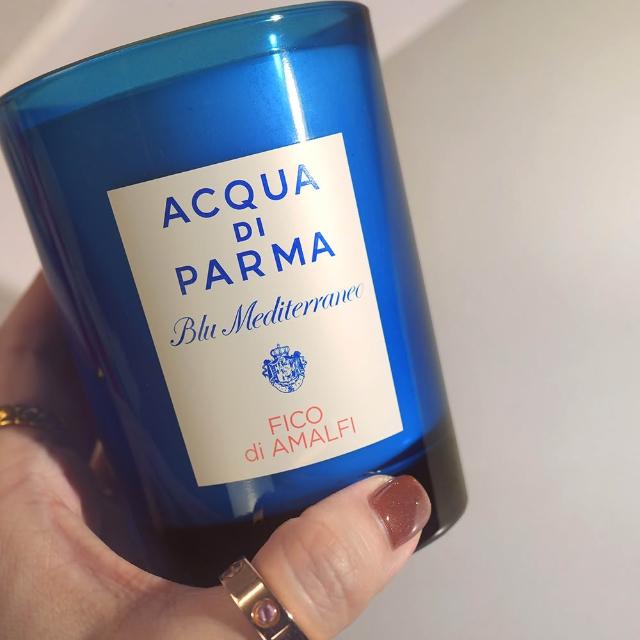 ACQUA
DI
PARMA
Blu Mediterraneo
FICO
di AMALFI